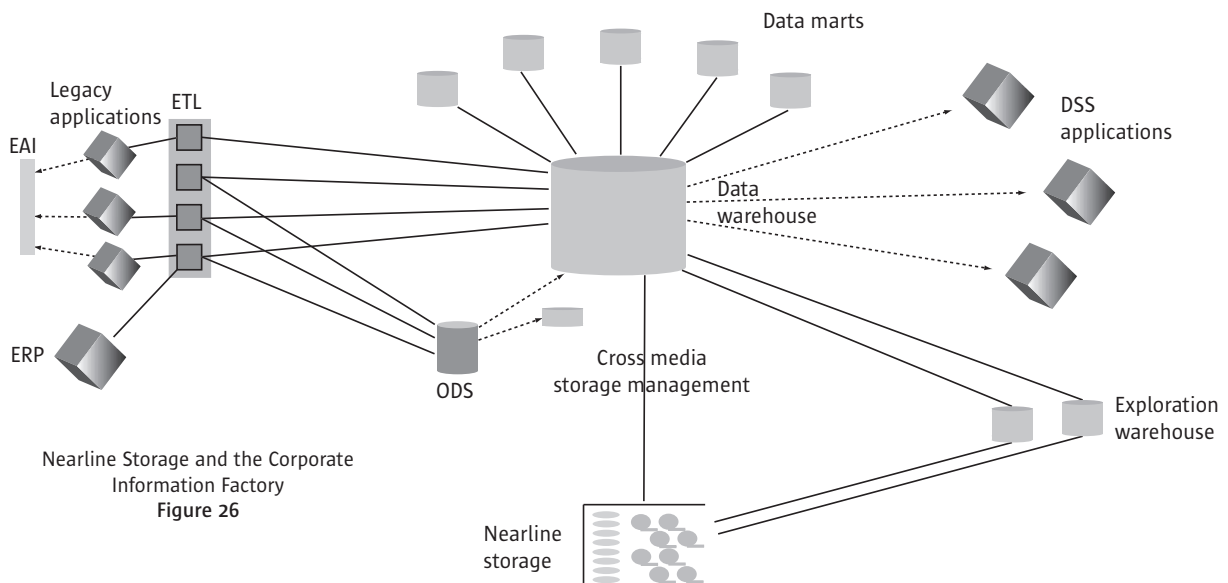 Data marts
Legacy
applications
ETL
EAI
DSS
applications
Data
warehouse
ERP
ODS
Cross media
storage management
Exploration
warehouse
Nearline Storage and the Corporate
Information Factory
Figure 26
Nearline
storage